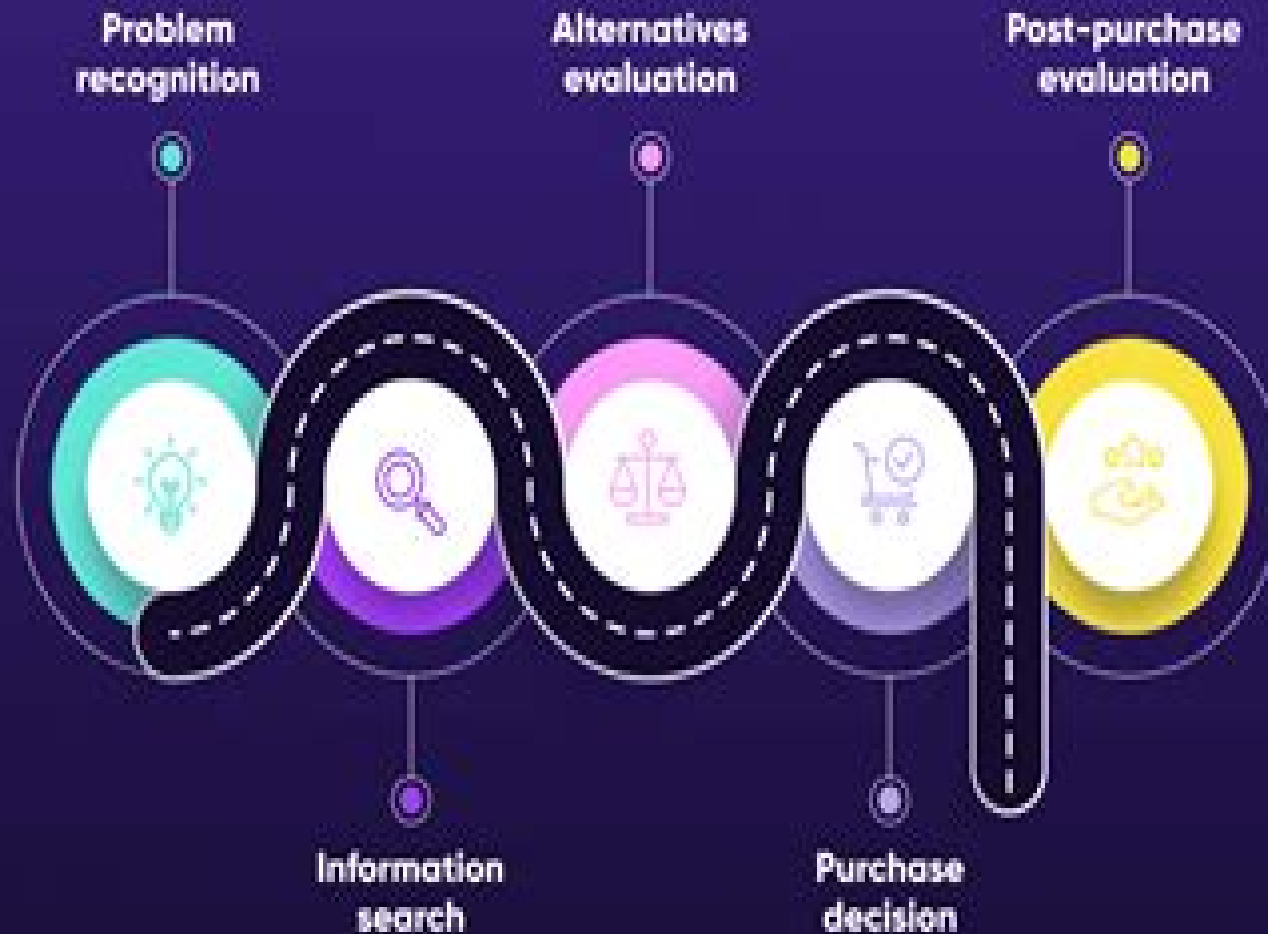 Problem
recognition
Alternatives
evaluation
Post-purchase
evaluation
Information
search
Purchase
decision